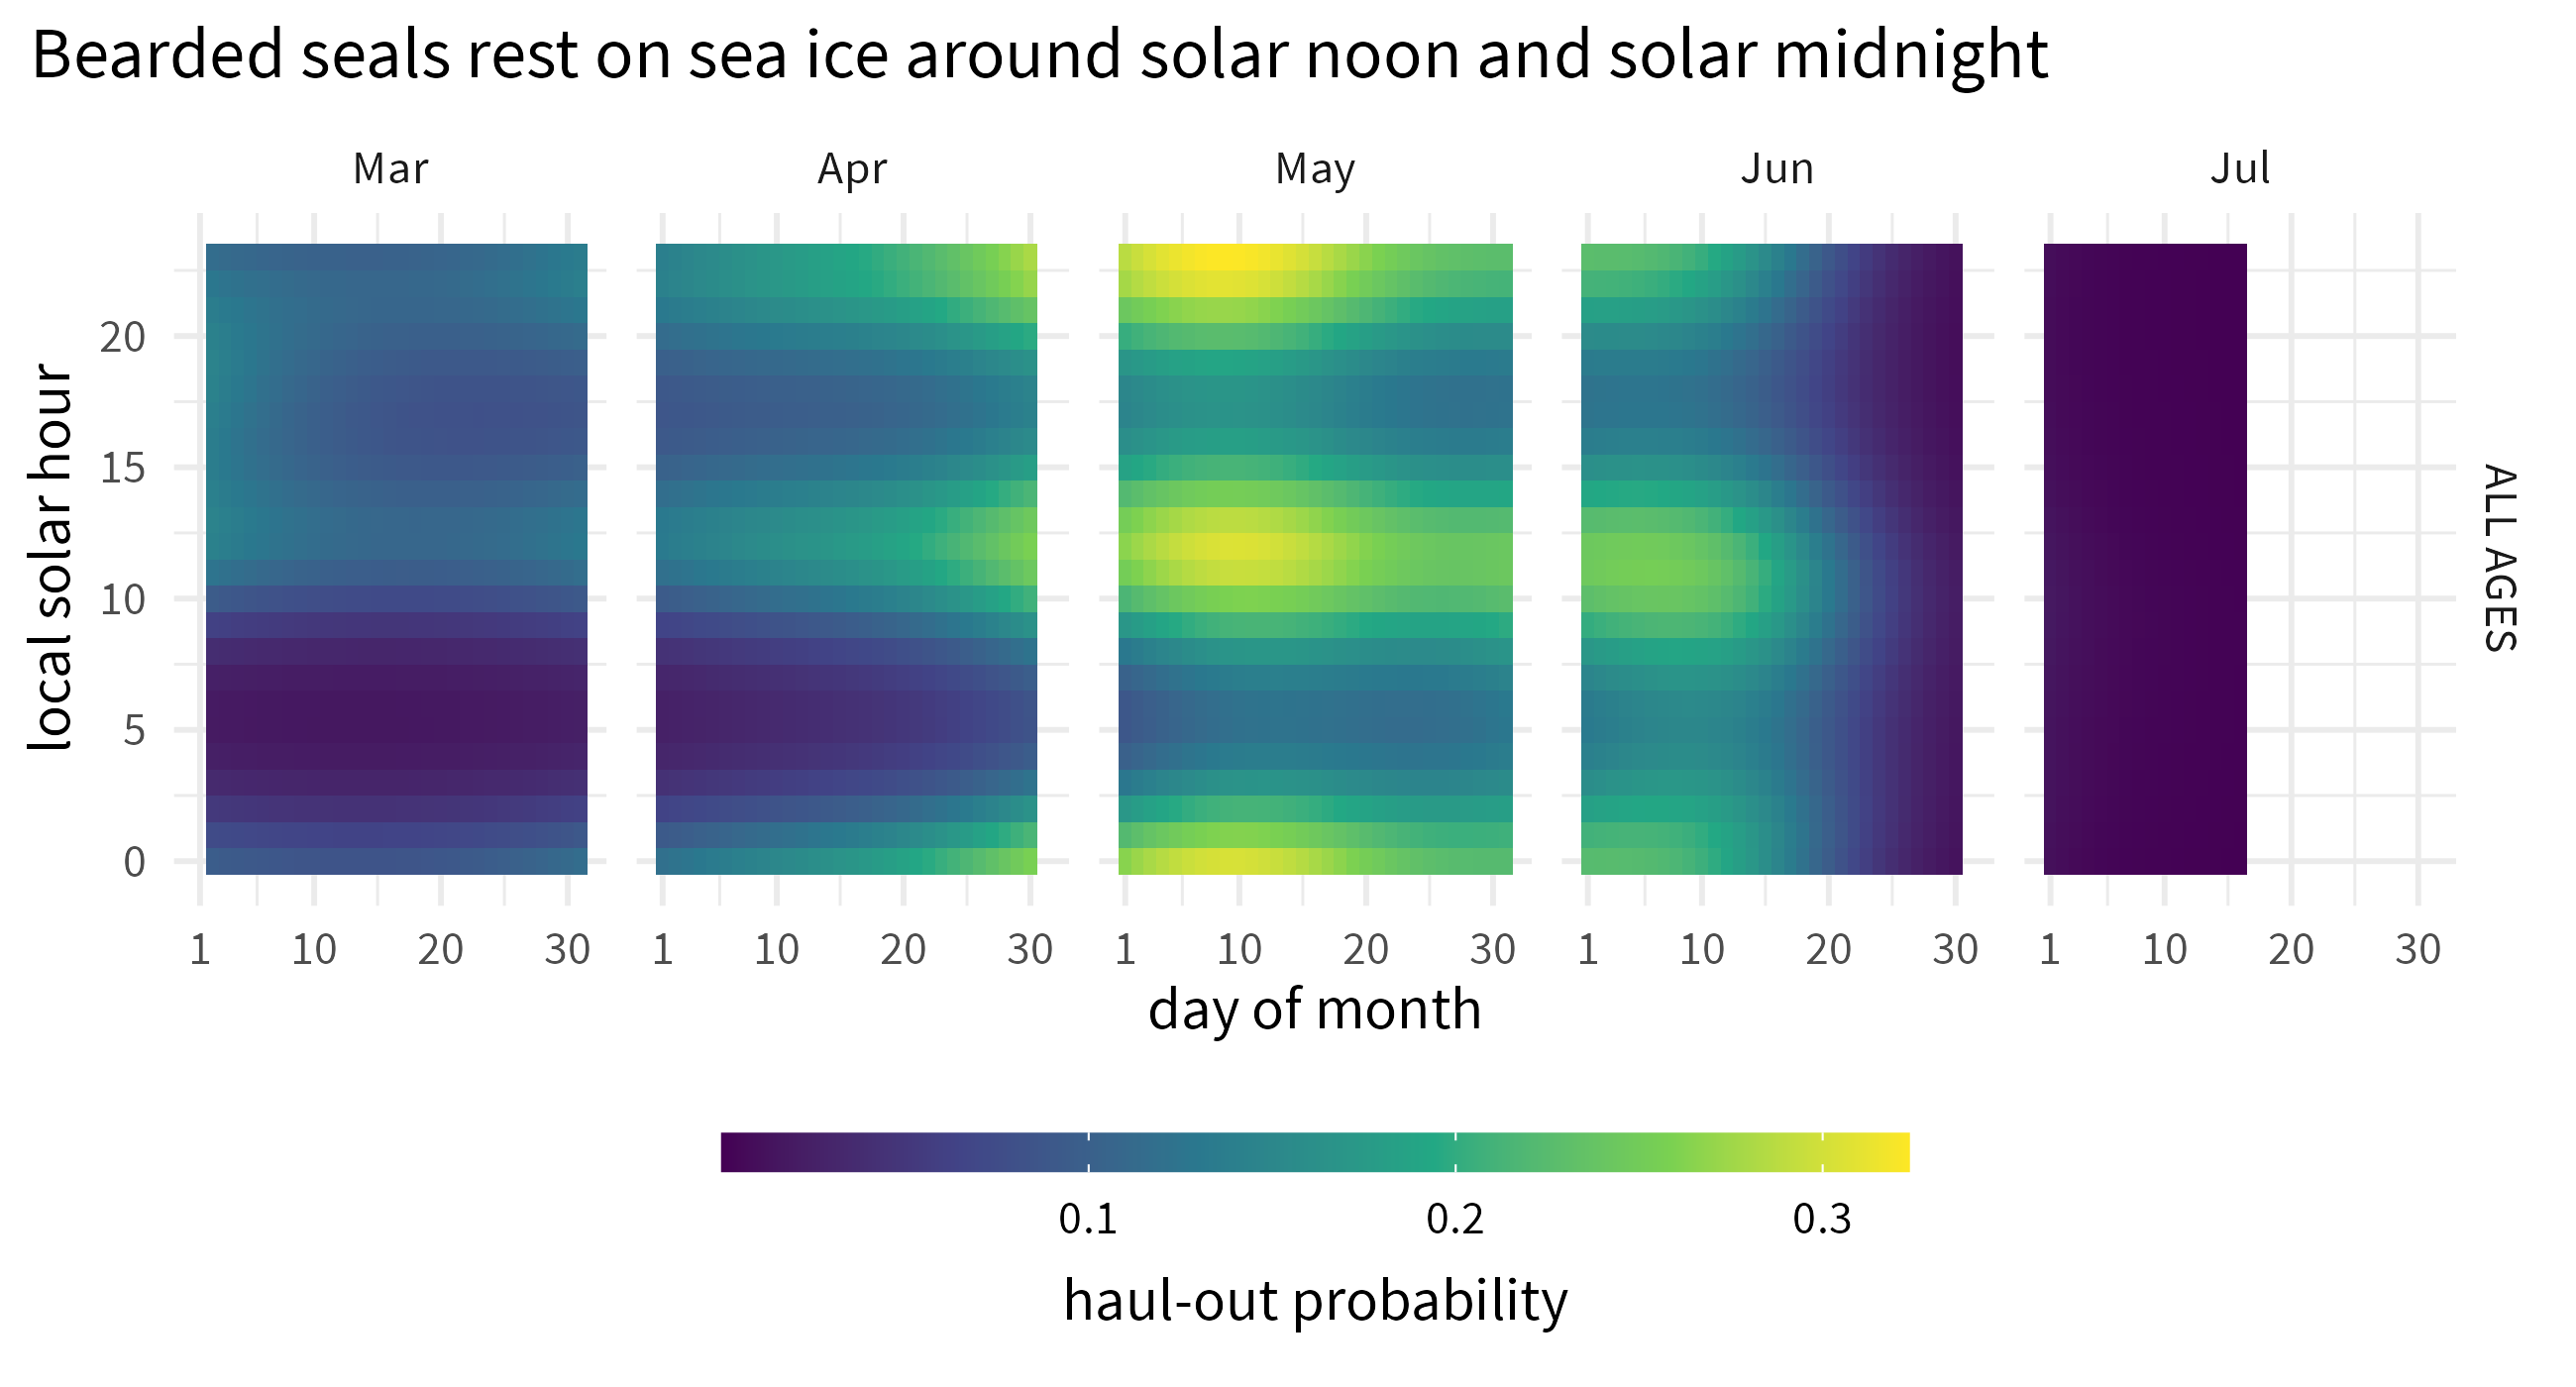 Bearded seals rest on sea ice around solar noon and solar midnight
Mar Apr May Jun Jul
local solar hour
20
15
10
5
0
ALL AGES
1 10 20 30 1 10 20 30 1 10 20 30 1 10 20 30 1 10 20 30
day of month
0.1 0.2 0.3
haul-out probability